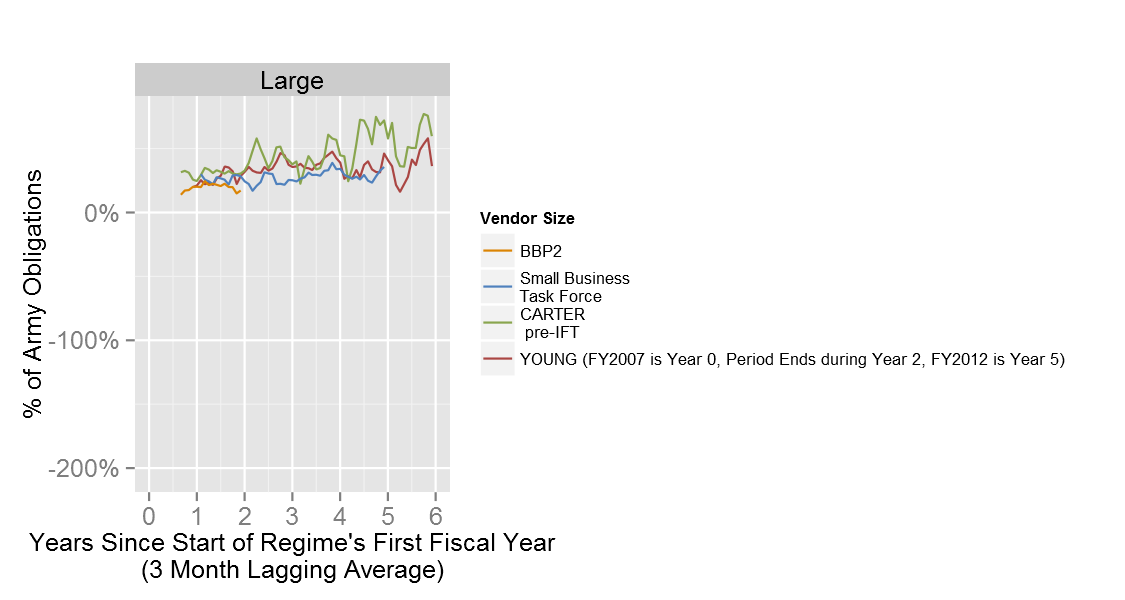 Large
% of Army Obligations
0%
-100%
-200%
0 1 2 3 4 5 6
Years Since Start of Regime's First Fiscal Year
(3 Month Lagging Average)
Vendor Size
BBP2
Small Business
Task Force
CARTER
pre-IFT
YOUNG (FY2007 is Year 0, Period Ends during Year 2, FY2012 is Year 5)